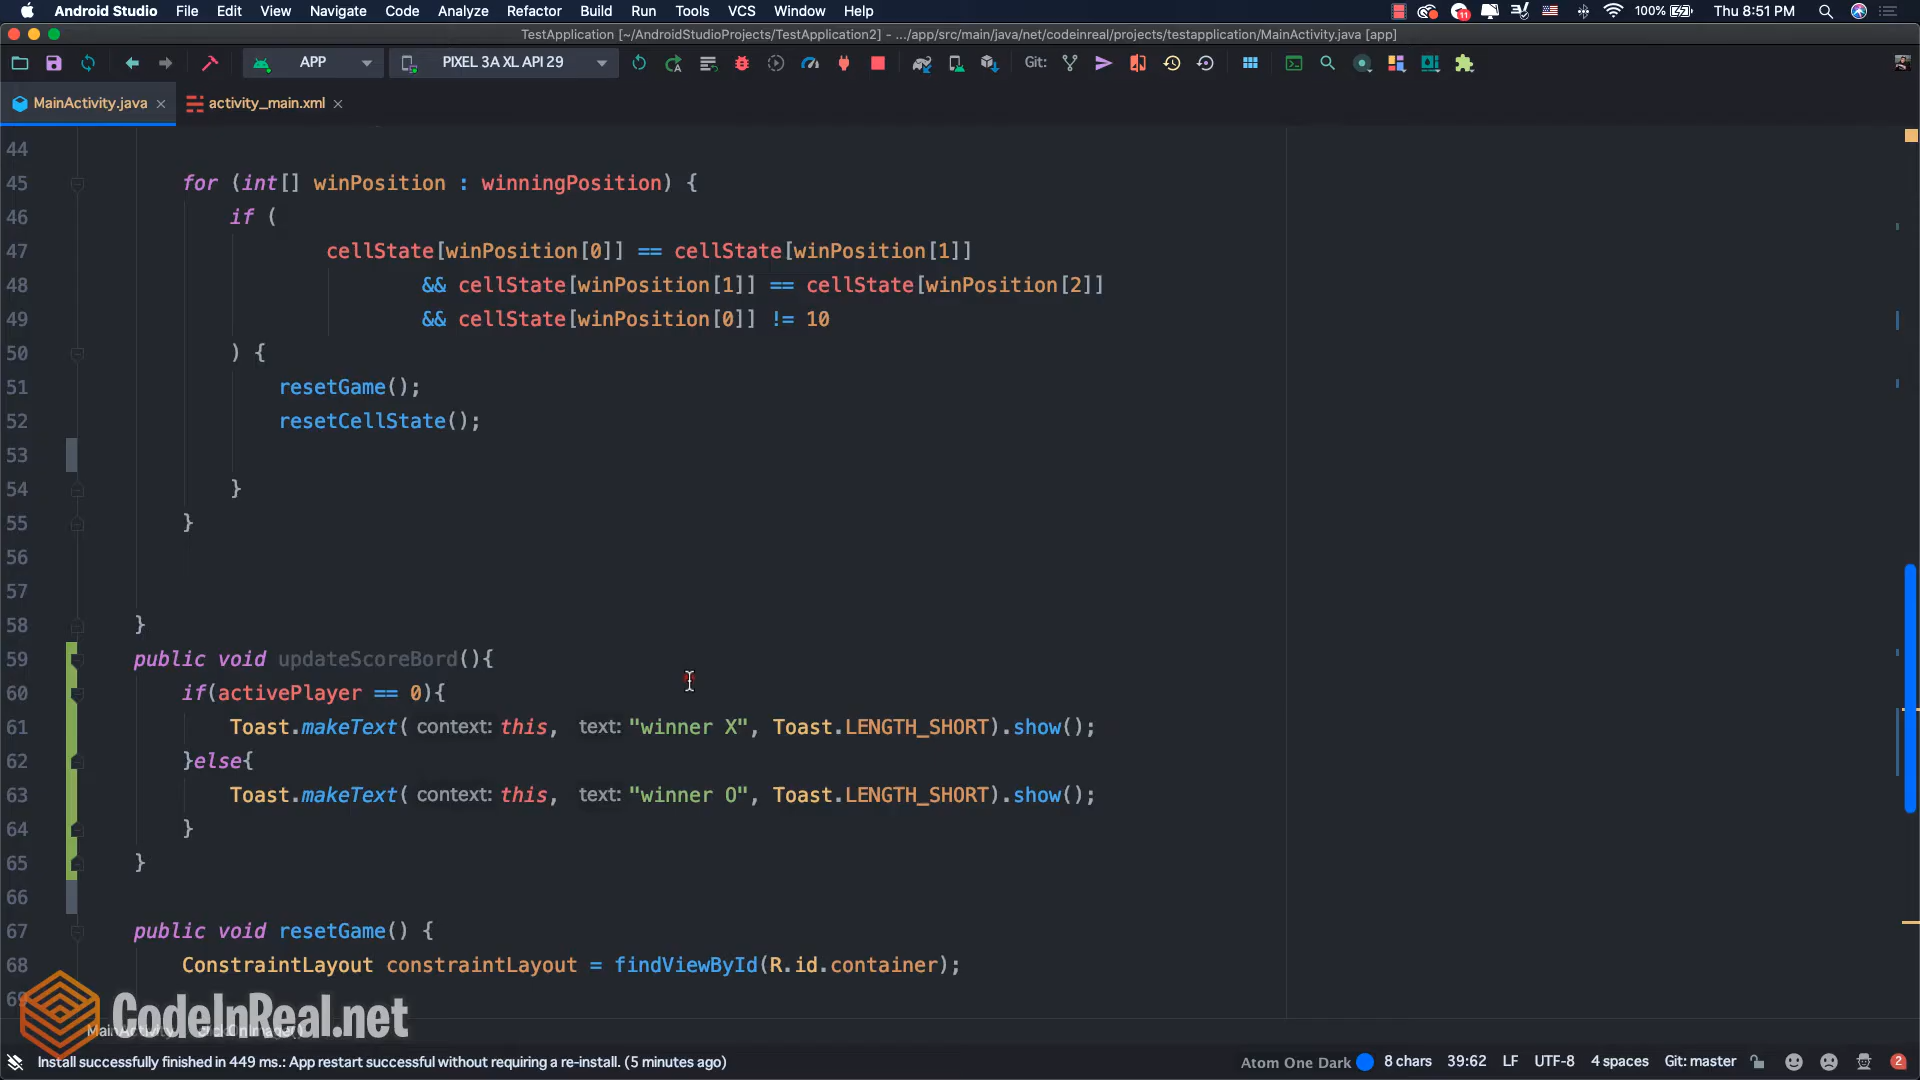 Android Studio File Edit View Navigate Code Analyze Refactor Build Run Tools VCS Window Help 11 100% Thu 8:51 PM
TestApplication [~/AndroidStudioProjects/TestApplication2] - .../app/src/main/java/net/codeinreal/projects/testapplication/MainActivity.java [app]
APP PIXEL 3A XL API 29 Git:
MainActivity.java activity_main.xml
44
45 for (int[] winPosition : winningPosition) {
46 if (
47 cellState[winPosition[0]] == cellState[winPosition[1]]
48 && cellState[winPosition[1]] == cellState[winPosition[2]]
49 && cellState[winPosition[0]] != 10
50 ) {
51 resetGame();
52 resetCellState();
53
54 }
55 }
56
57
58 }
59 public void updateScoreBord(){
60 if(activePlayer == 0){
61 Toast.makeText( context: this, text: "winner X", Toast.LENGTH_SHORT).show();
62 }else{
63 Toast.makeText( context: this, text: "winner O", Toast.LENGTH_SHORT).show();
64 }
65 }
66
67 public void resetGame() {
68 ConstraintLayout constraintLayout = findViewById(R.id.container);
69
CodeInReal.net
Install successfully finished in 449 ms.: App restart successful without requiring a re-install. (5 minutes ago) Atom One Dark 8 chars 39:62 LF UTF-8 4 spaces Git: master 2